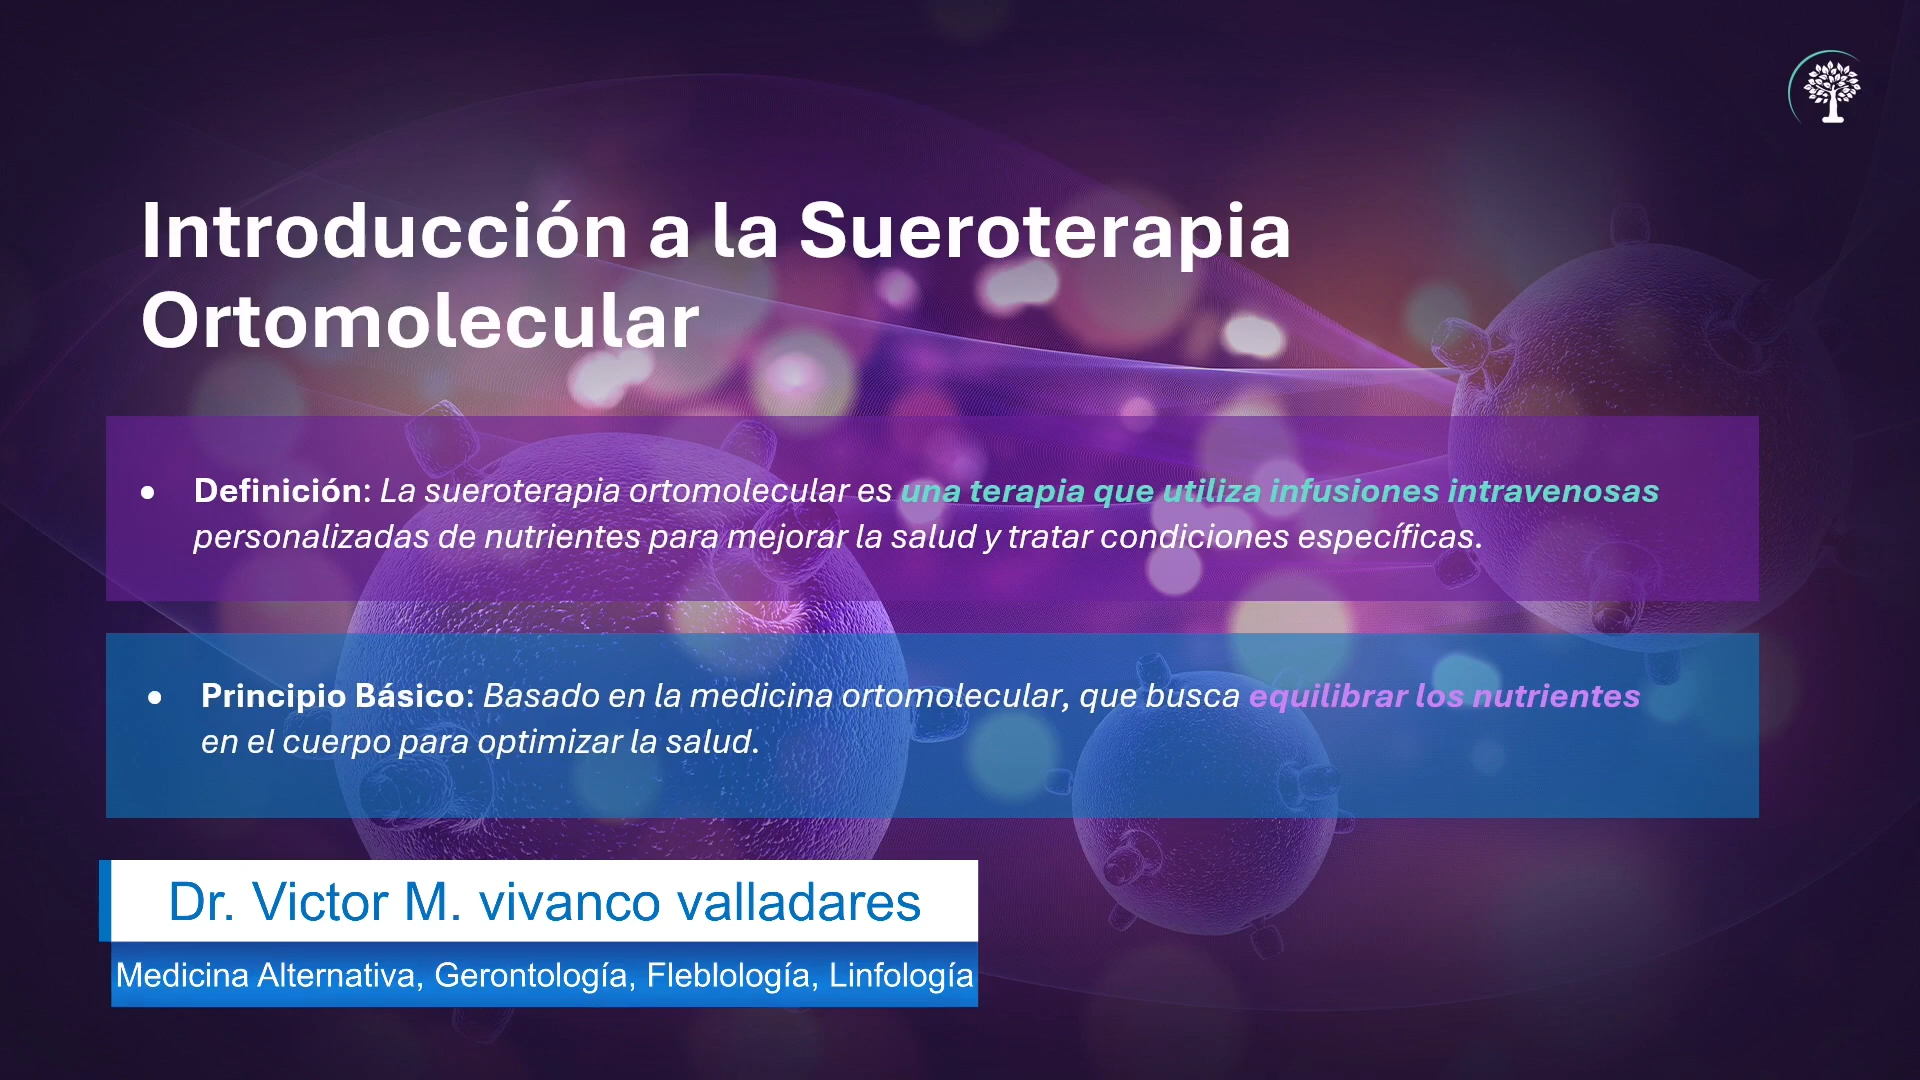 Introducción a la Sueroterapia
Ortomolecular
● Definición: La sueroterapia ortomolecular es una terapia que utiliza infusiones intravenosas
personalizadas de nutrientes para mejorar la salud y tratar condiciones específicas.
● Principio Básico: Basado en la medicina ortomolecular, que busca equilibrar los nutrientes
en el cuerpo para optimizar la salud.
Dr. Victor M. vivanco valladares
Medicina Alternativa, Gerontología, Fleblología, Linfología